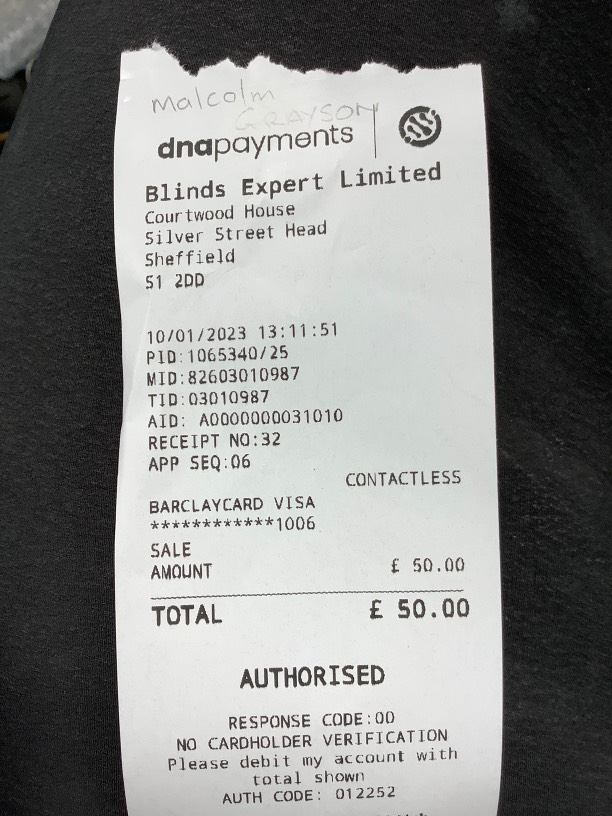 Malcolm
GRAYSON
dnapayments
Blinds Expert Limited
Courtwood House
Silver Street Head
Sheffield
S1 2DD
10/01/2023 13:11:51
PID:1065340/25
MID:82603010987
TID:03010987
AID: A0000000031010
RECEIPT NO:32
APP SEQ:06
CONTACTLESS
BARCLAYCARD VISA
************1006
SALE
AMOUNT £ 50.00
TOTAL £ 50.00
AUTHORISED
RESPONSE CODE:00
NO CARDHOLDER VERIFICATION
Please debit my account with
total shown
AUTH CODE: 012252